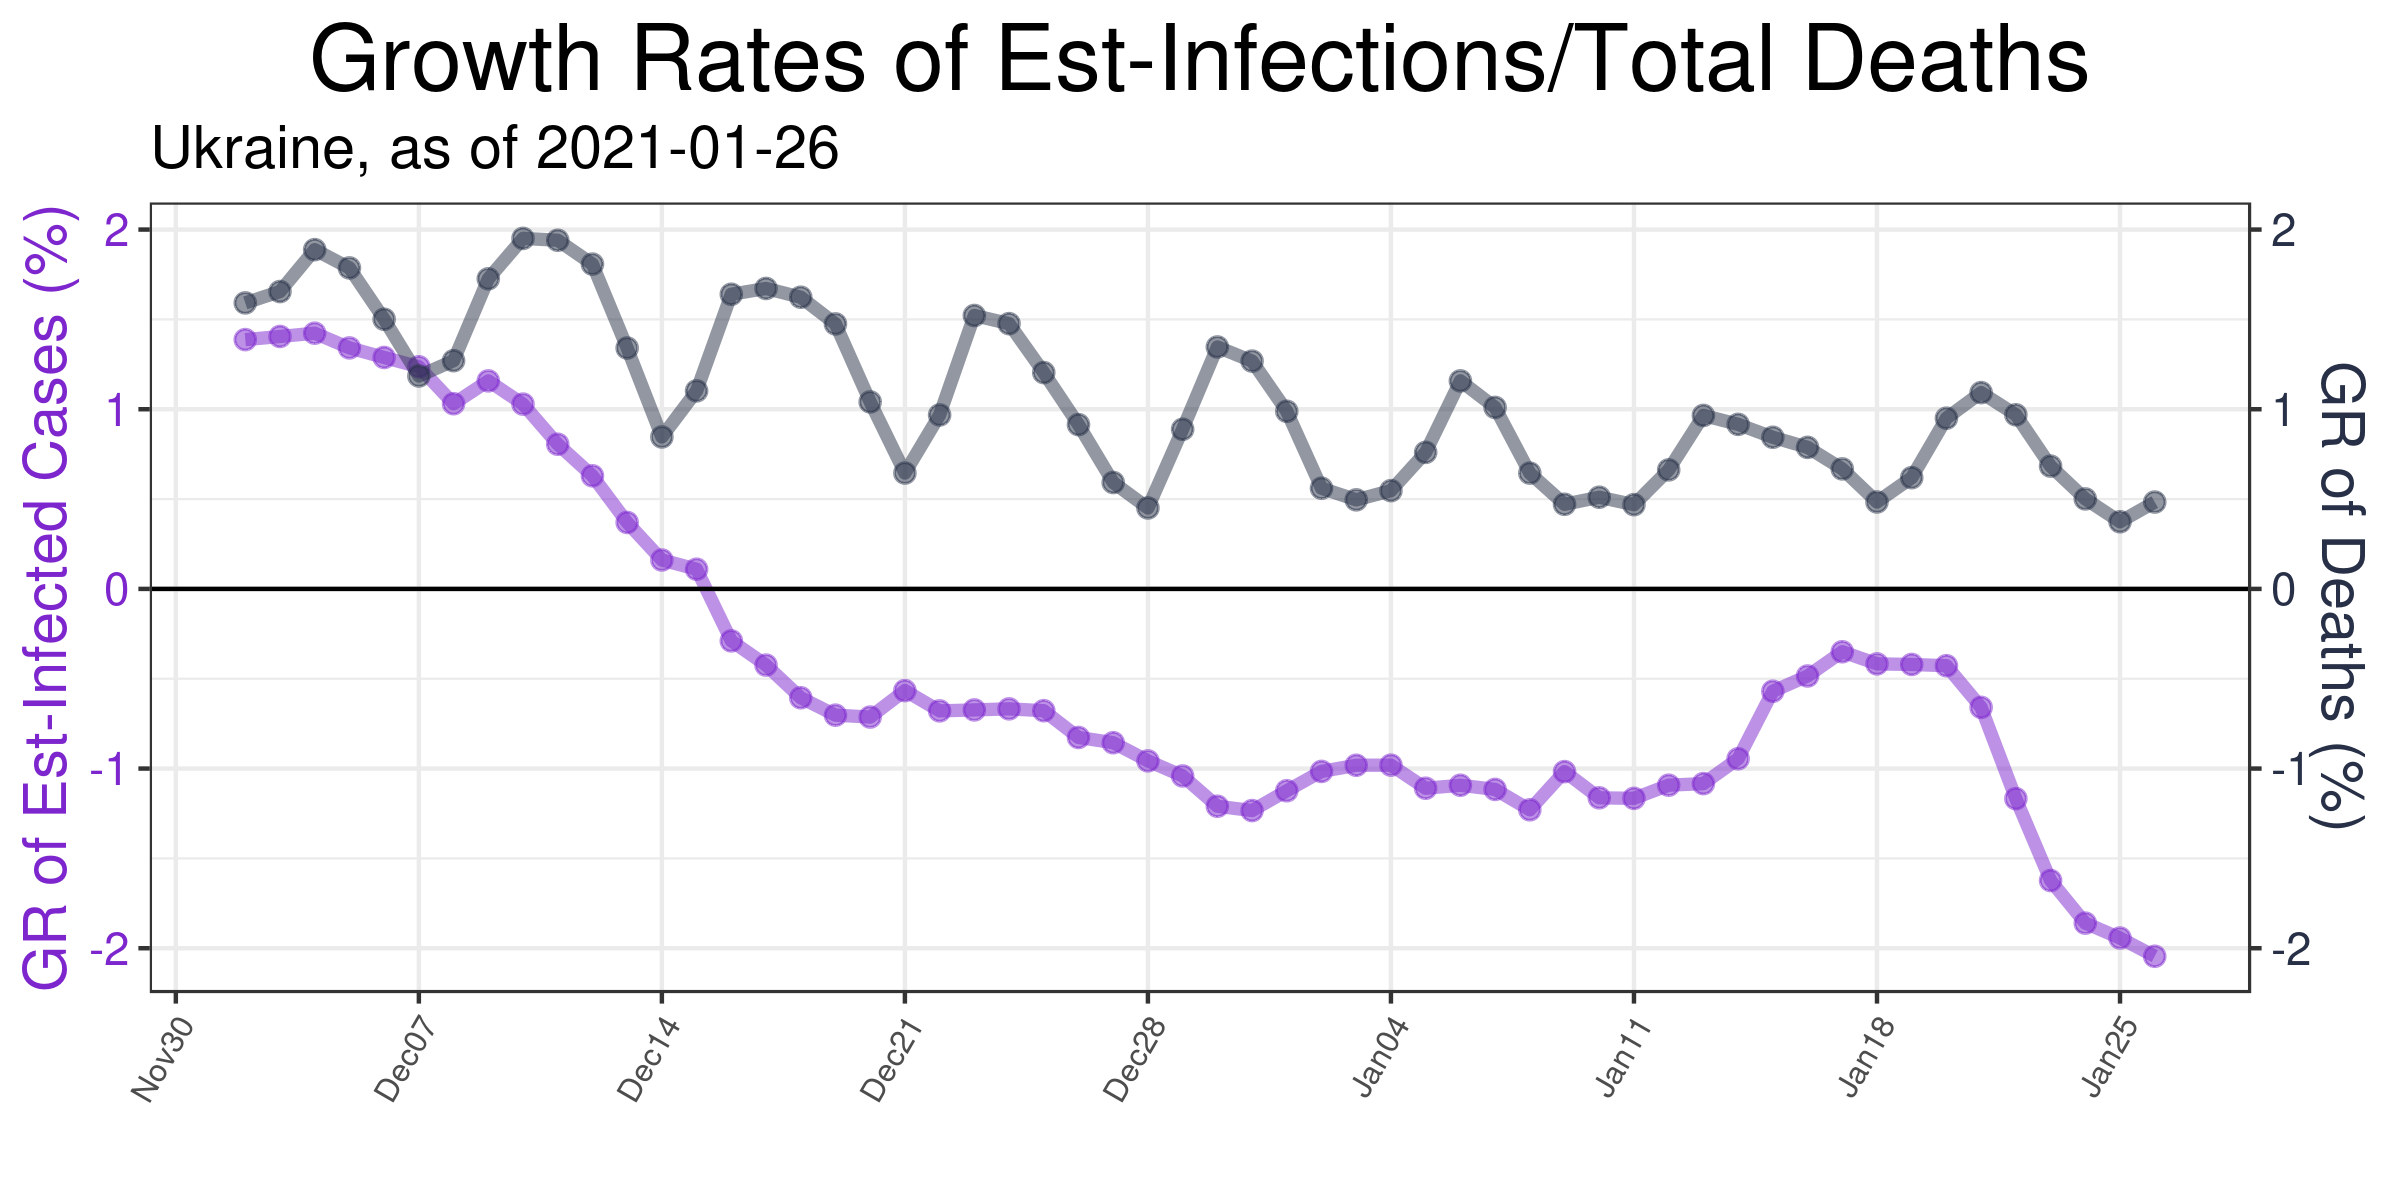 Growth Rates of Est-Infections/Total Deaths
Ukraine, as of 2021-01-26
GR of Est-Infected Cases (%)
2
1
0
-1
-2
2
1
0
-1
-2
GR of Deaths (%)
Nov30
Dec07
Dec14
Dec21
Dec28
Jan04
Jan11
Jan18
Jan25